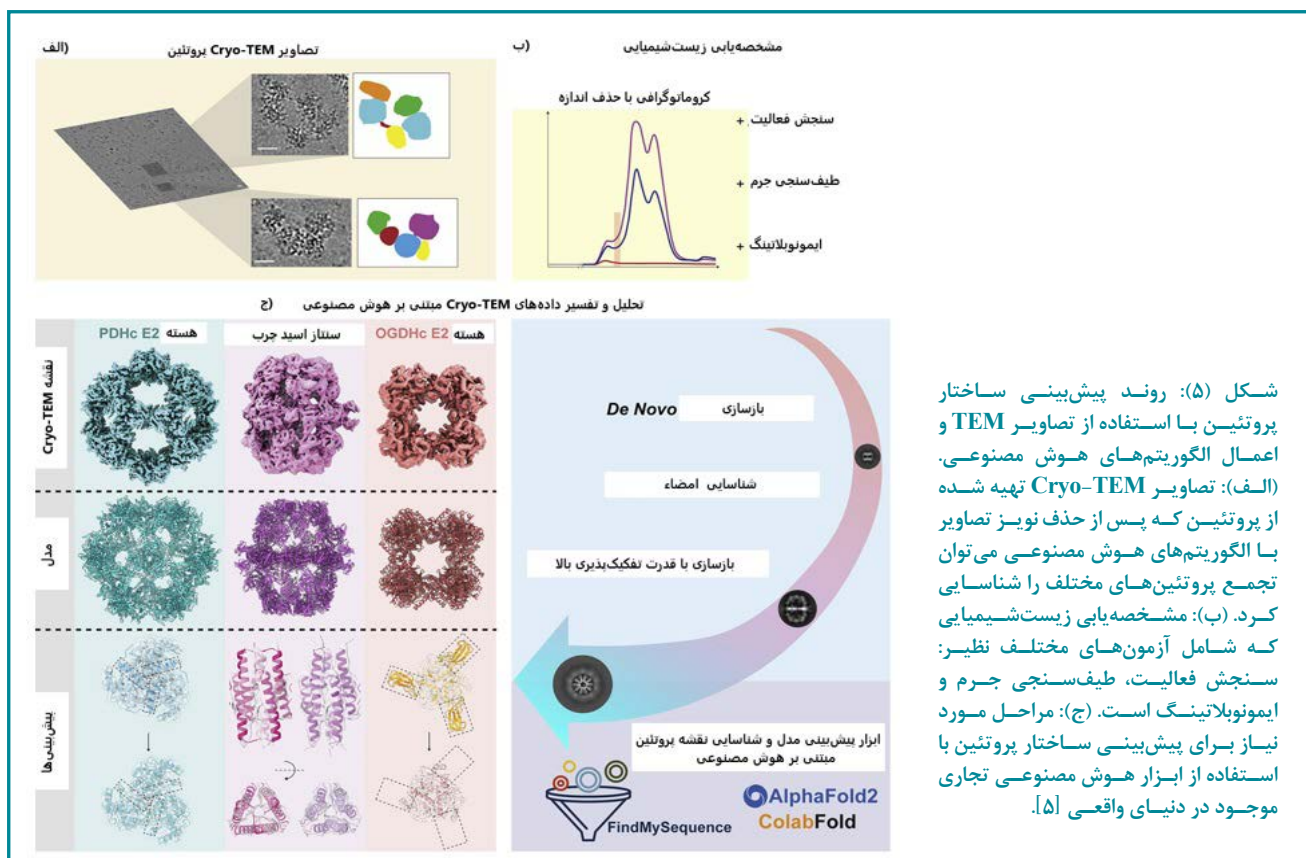 الف)
تصاویر Cryo-TEM پروتئین
ب)
مشخصه‌یابی زیست‌شیمیایی
کروماتوگرافی با حذف اندازه
+ سنجش فعالیت
+ طیف‌سنجی جرم
+ ایمونوبلاتینگ
ج) تحلیل و تفسیر داده‌های Cryo-TEM مبتنی بر هوش مصنوعی
هسته PDHc E2
سنتاز اسید چرب
هسته OGDHc E2
نقشه Cryo-TEM
مدل
پیش‌بینی‌ها
بازسازی De Novo
شناسایی امضاء
بازسازی با قدرت تفکیک‌پذیری بالا
ابزار پیش‌بینی مدل و شناسایی نقشه پروتئین
مبتنی بر هوش مصنوعی
FindMySequence
AlphaFold2
ColabFold
شکل (۵): روند پیش‌بینی ساختار
پروتئین با استفاده از تصاویر TEM و
اعمال الگوریتم‌های هوش مصنوعی.
(الف): تصاویر Cryo-TEM تهیه شده
از پروتئین که پس از حذف نویز تصاویر
با الگوریتم‌های هوش مصنوعی می‌توان
تجمع پروتئین‌های مختلف را شناسایی
کرد. (ب): مشخصه‌یابی زیست‌شیمیایی
که شامل آزمون‌های مختلف نظیر:
سنجش فعالیت، طیف‌سنجی جرم و
ایمونوبلاتینگ است. (ج): مراحل مورد
نیاز برای پیش‌بینی ساختار پروتئین با
استفاده از ابزار هوش مصنوعی تجاری
موجود در دنیای واقعی [۵].